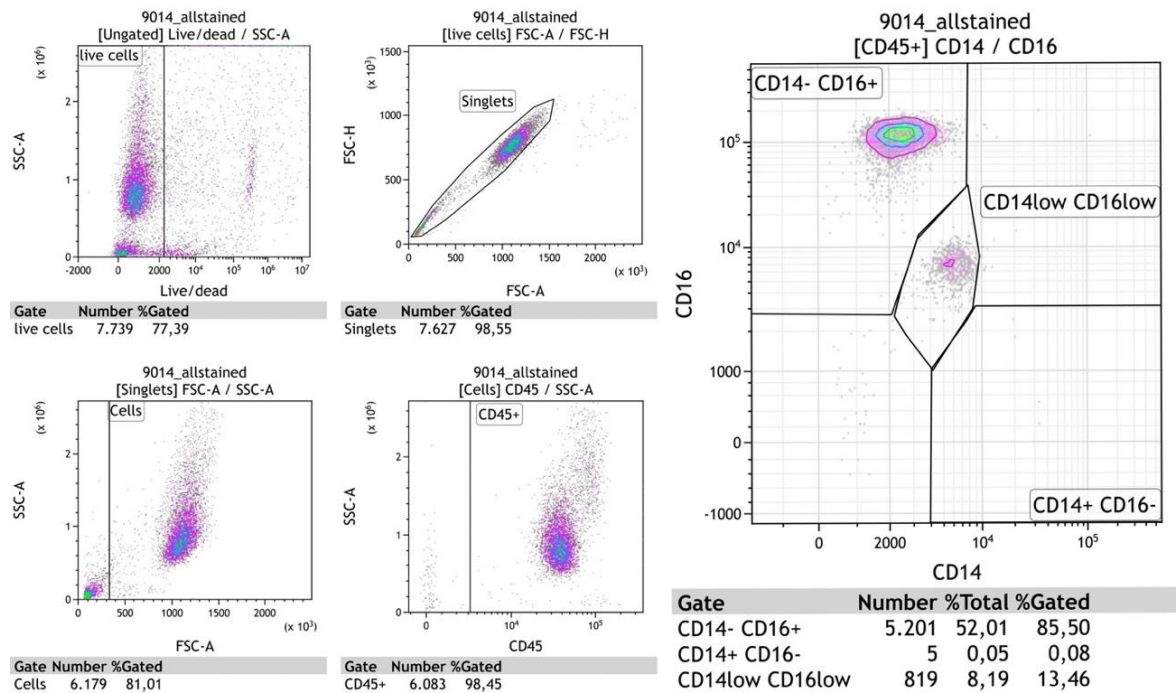 9014_allstained
[Ungated] Live/dead / SSC-A
(x 10⁶)
live cells
2
1
0
SSC-A
-2000 0 2000 10⁴ 10⁵ 10⁶ 10⁷
Live/dead
Gate Number %Gated
live cells 7.739 77,39
9014_allstained
[live cells] FSC-A / FSC-H
(x 10³)
1500
Singlets
1000
500
0
FSC-H
0 500 1000 1500 2000
(x 10³)
FSC-A
Gate Number %Gated
Singlets 7.627 98,55
9014_allstained
[Singlets] FSC-A / SSC-A
(x 10⁶)
Cells
2
1
0
SSC-A
0 500 1000 1500 2000
(x 10³)
FSC-A
Gate Number %Gated
Cells 6.179 81,01
9014_allstained
[Cells] CD45 / SSC-A
(x 10⁶)
CD45+
2
1
0
SSC-A
0 10⁴ 10⁵
CD45
Gate Number %Gated
CD45+ 6.083 98,45
9014_allstained
[CD45+] CD14 / CD16
CD14- CD16+
10⁵
CD14low CD16low
10⁴
CD16
1000
0
CD14+ CD16-
-1000
0 2000 10⁴ 10⁵
CD14
Gate Number %Total %Gated
CD14- CD16+ 5.201 52,01 85,50
CD14+ CD16- 5 0,05 0,08
CD14low CD16low 819 8,19 13,46